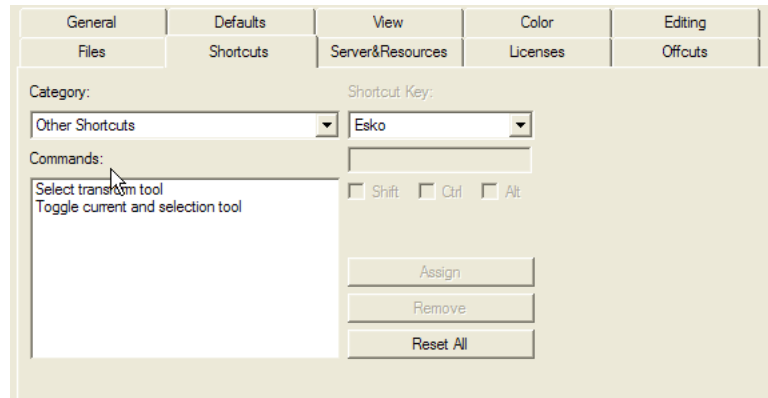 General Defaults View Color Editing
Files Shortcuts Server&Resources Licenses Offcuts
Category: Shortcut Key:
Other Shortcuts Esko
Commands:
Select transform tool
Toggle current and selection tool
Shift Ctrl Alt
Assign
Remove
Reset All